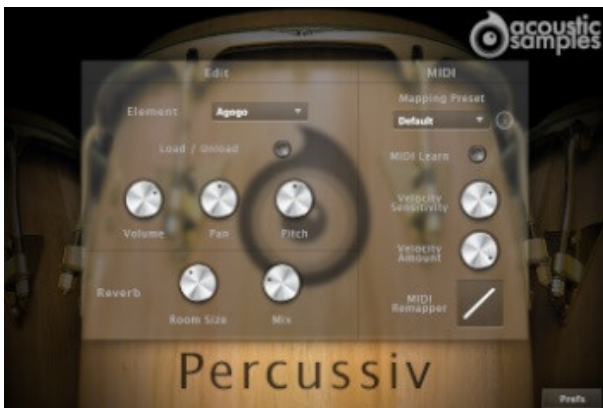 acoustic
samples
Edit
MIDI
Element
Agogo
Mapping Preset
Default
Load / Unload
MIDI Learn
Volume
Pan
Pitch
Velocity
Sensitivity
Velocity
Amount
Reverb
Room Size
Mix
MIDI
Remapper
Percussiv
Prefs